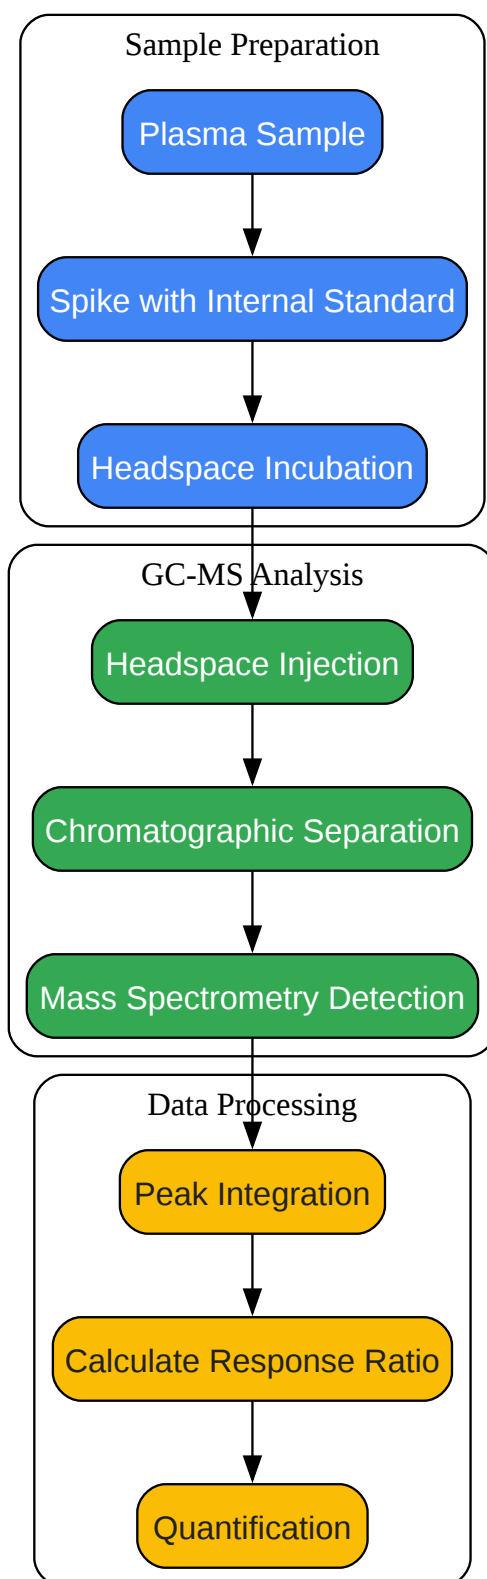 Sample Preparation
Plasma Sample
Spike with Internal Standard
Headspace Incubation
GC-MS Analysis
Headspace Injection
Chromatographic Separation
Mass Spectrometry Detection
Data Processing
Peak Integration
Calculate Response Ratio
Quantification